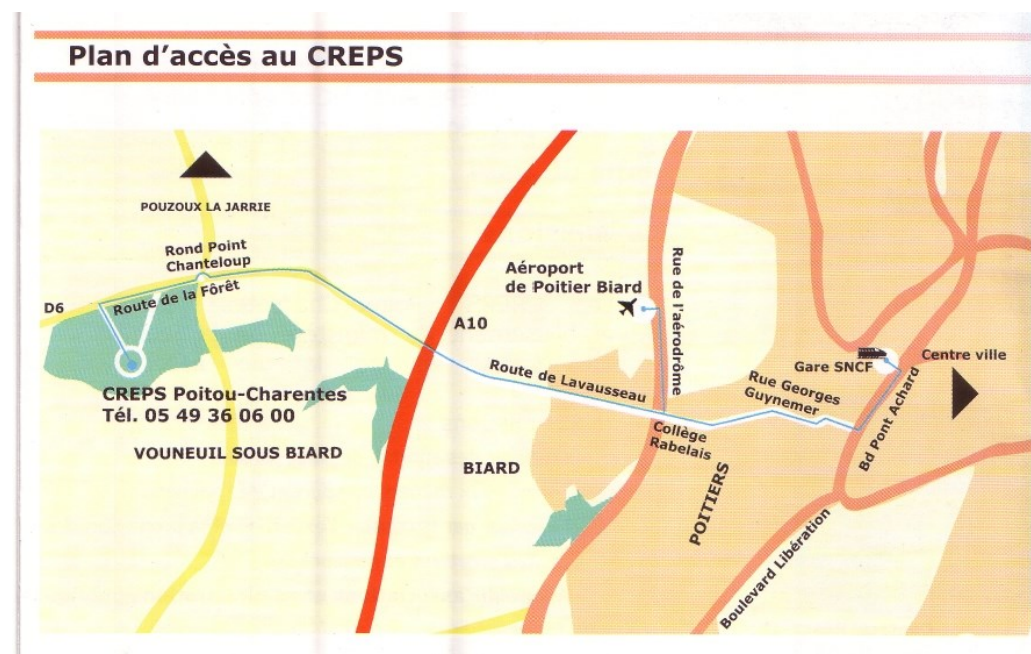 Plan d'accès au CREPS
POUZOUX LA JARRIE
Rond Point
Chanteloup
D6
Route de la Fôrêt
CREPS Poitou-Charentes
Tél. 05 49 36 06 00
VOUNEUIL SOUS BIARD
A10
Aéroport
de Poitier Biard
Rue de l'aérodrôme
Route de Lavausseau
BIARD
Collège
Rabelais
POITIERS
Rue Georges
Guynemer
Gare SNCF
Centre ville
Bd Pont Achard
Boulevard Libération